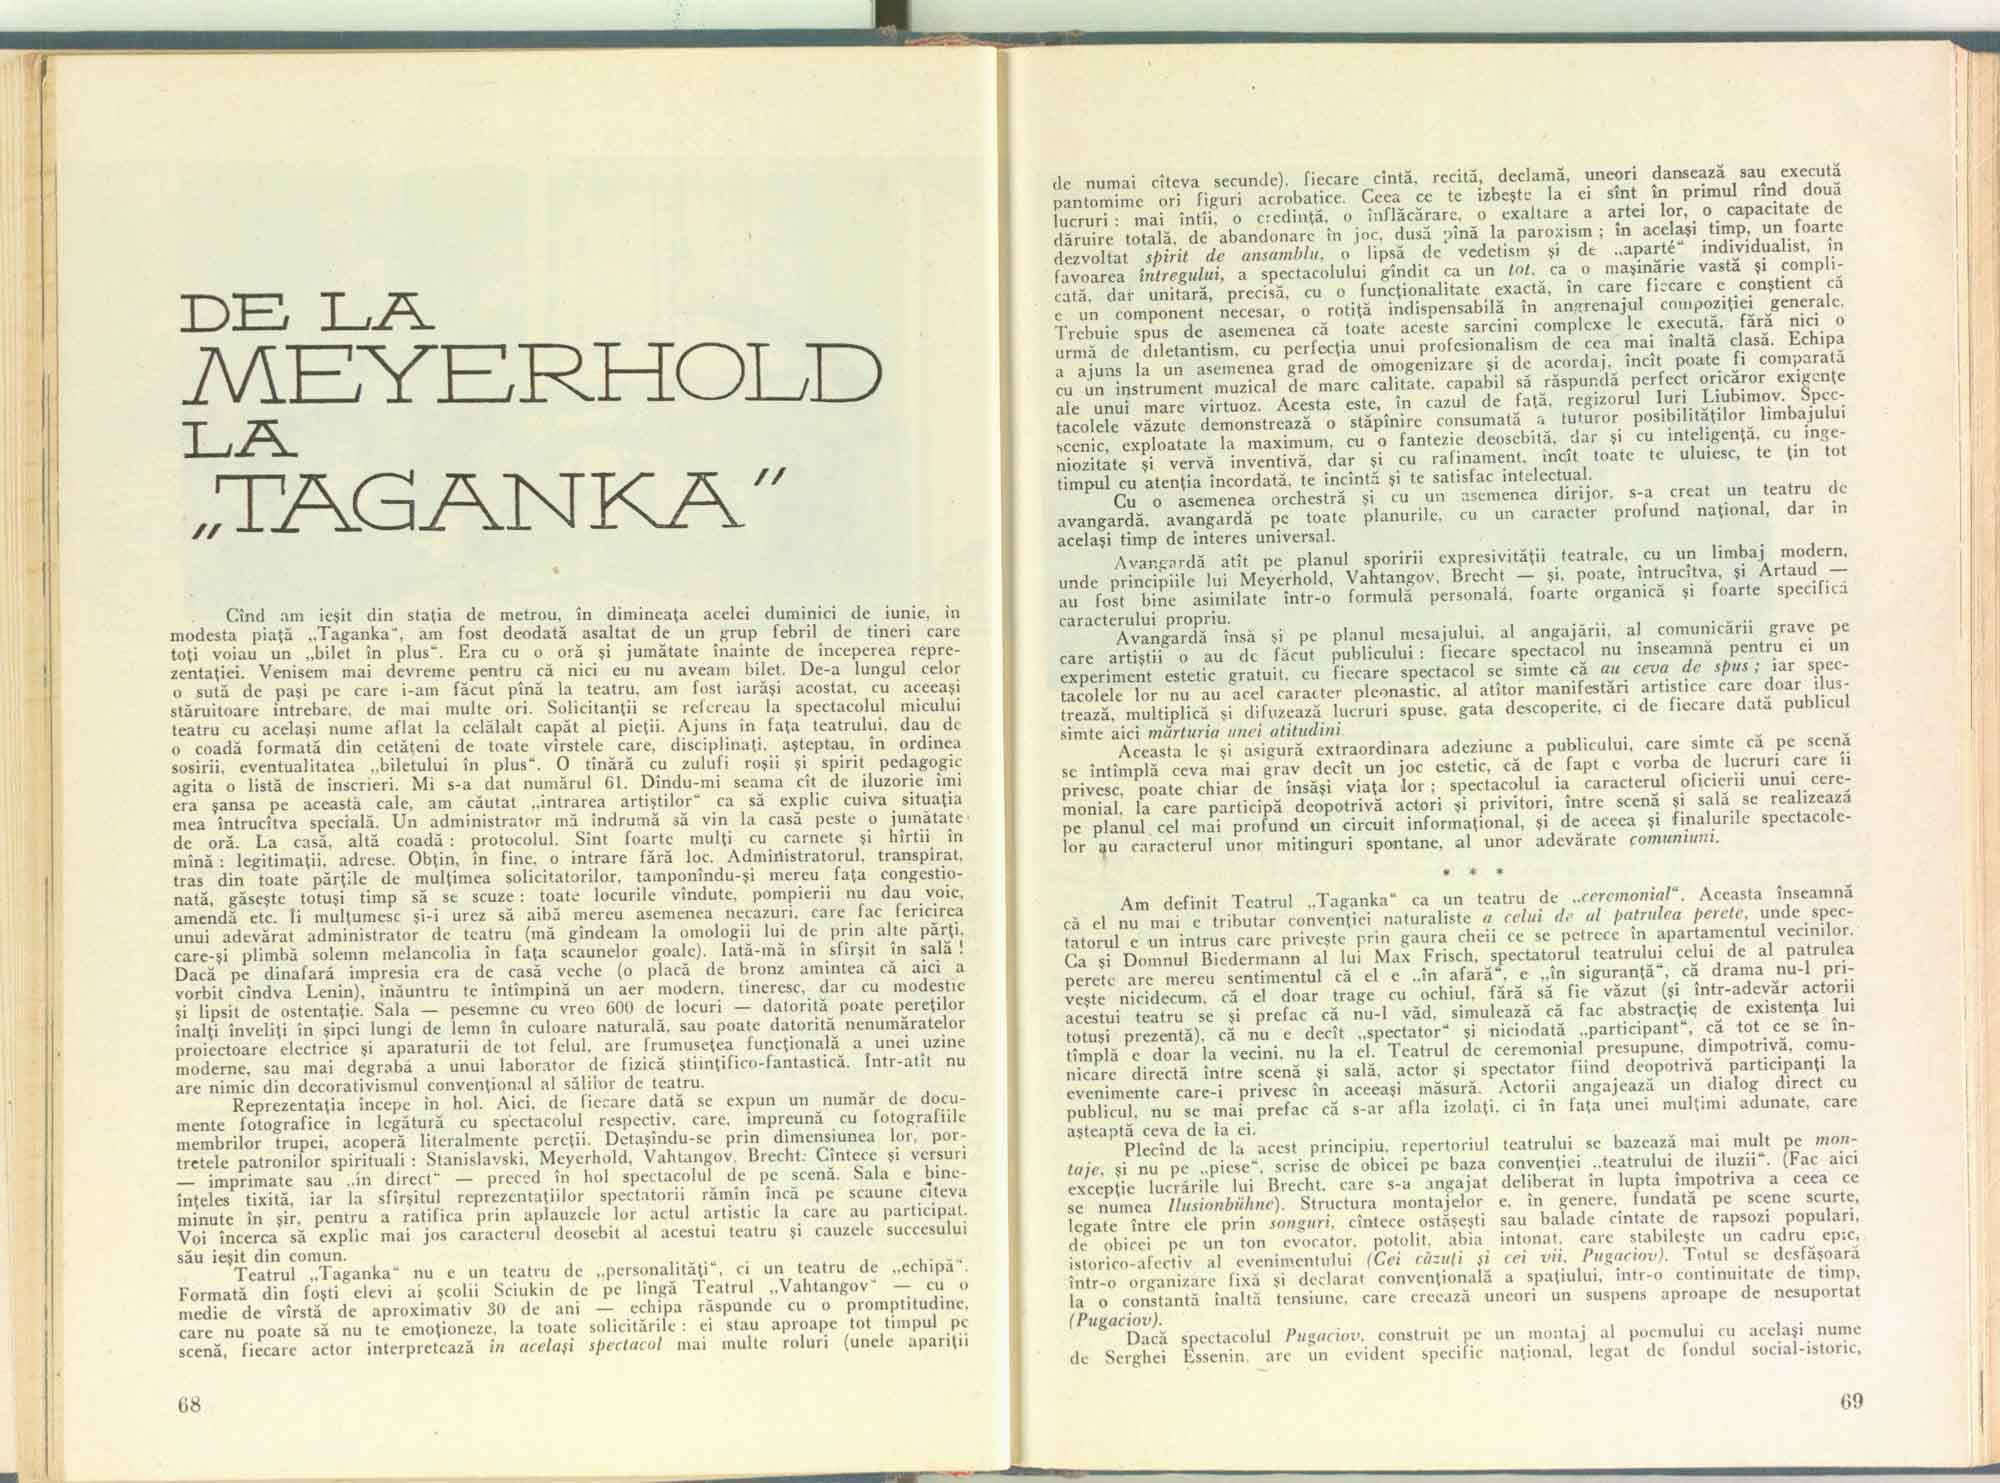 DE LA
MEYERHOLD
LA
„TAGANKA"
Cînd am ieşit din staţia de metrou, în dimineaţa acelei duminici de iunie, in
modesta piaţă „Taganka“, am fost deodată asaltat de un grup febril de tineri care
toţi voiau un „bilet în plus“. Era cu o oră şi jumătate înainte de începerea repre-
zentaţiei. Venisem mai devreme pentru că nici eu nu aveam bilet. De-a lungul celor
o sută de paşi pe care i-am făcut pînă la teatru, am fost iarăşi acostat, cu aceeaşi
stăruitoare intrebare, de mai multe ori. Solicitanţii se refereau la spectacolul micului
teatru cu acelaşi nume aflat la celălalt capăt al pieţii. Ajuns in faţa teatrului, dau de
o coadă formată din cetăţeni de toate vîrstele care, disciplinaţi, aşteptau, în ordinea
sosirii, eventualitatea „biletului în plus“. O tînără cu zulufi roşii şi spirit pedagogic
agita o listă de înscrieri. Mi s-a dat numărul 61. Dîndu-mi seama cît de iluzorie îmi
era şansa pe această cale, am căutat „intrarea artiştilor“ ca să explic cuiva situaţia
mea întrucîtva specială. Un administrator mă îndrumă să vin la casă peste o jumătate
de oră. La casă, altă coadă : protocolul. Sînt foarte mulţi cu carnete şi hîrtii în
mînă : legitimaţii, adrese. Obţin, în fine, o intrare fără loc. Administratorul, transpirat,
tras din toate părţile de mulţimea solicitatorilor, tamponîndu-şi mereu faţa congestio-
nată, găseşte totuşi timp să se scuze : toate locurile vîndute, pompierii nu dau voie,
amendă etc. Îi mulţumesc şi-i urez să aibă mereu asemenea necazuri, care fac fericirea
unui adevărat administrator de teatru (mă gîndeam la omologii lui de prin alte părţi,
care-şi plimbă solemn melancolia în faţa scaunelor goale). Iată-mă în sfîrşit în sală !
Dacă pe dinafară impresia era de casă veche (o placă de bronz amintea că aici a
vorbit cîndva Lenin), înăuntru te întîmpină un aer modern, tineresc, dar cu modestie
şi lipsit de ostentaţie. Sala — pesemne cu vreo 600 de locuri — datorită poate pereţilor
înalţi înveliţi în şipci lungi de lemn în culoare naturală, sau poate datorită nenumăratelor
proiectoare electrice şi aparaturii de tot felul, are frumuseţea funcţională a unei uzine
moderne, sau mai degrabă a unui laborator de fizică ştiinţifico-fantastică. Într-atît nu
are nimic din decorativismul convenţional al sălilor de teatru.
Reprezentaţia începe în hol. Aici, de fiecare dată se expun un număr de docu-
mente fotografice în legătură cu spectacolul respectiv, care, împreună cu fotografiile
membrilor trupei, acoperă literalmente pereţii. Detaşîndu-se prin dimensiunea lor, por-
tretele patronilor spirituali : Stanislavski, Meyerhold, Vahtangov, Brecht. Cîntece şi versuri
— imprimate sau „în direct“ — preced în hol spectacolul de pe scenă. Sala e bine-
înţeles tixită, iar la sfîrşitul reprezentaţiilor spectatorii rămîn încă pe scaune cîteva
minute în şir, pentru a ratifica prin aplauzele lor actul artistic la care au participat.
Voi încerca să explic mai jos caracterul deosebit al acestui teatru şi cauzele succesului
său ieşit din comun.
Teatrul „Taganka“ nu e un teatru de „personalităţi“, ci un teatru de „echipă“.
Formată din foşti elevi ai şcolii Sciukin de pe lîngă Teatrul „Vahtangov“ — cu o
medie de vîrstă de aproximativ 30 de ani — echipa răspunde cu o promptitudine,
care nu poate să nu te emoţioneze, la toate solicitările : ei stau aproape tot timpul pe
scenă, fiecare actor interpretează in acelaşi spectacol mai multe roluri (unele apariţii
68
de numai cîteva secunde), fiecare cîntă, recită, declamă, uneori dansează sau execută
pantomime ori figuri acrobatice. Ceea ce te izbeşte la ei sînt în primul rînd două
lucruri : mai întîi, o credinţă, o înflăcărare, o exaltare a artei lor, o capacitate de
dăruire totală, de abandonare în joc, dusă pînă la paroxism ; în acelaşi timp, un foarte
dezvoltat spirit de ansamblu, o lipsă de vedetism şi de „aparté“ individualist, în
favoarea întregului, a spectacolului gîndit ca un tot, ca o maşinărie vastă şi compli-
cată, dar unitară, precisă, cu o funcţionalitate exactă, în care fiecare e conştient că
e un component necesar, o rotiţă indispensabilă în angrenajul compoziţiei generale.
Trebuie spus de asemenea că toate aceste sarcini complexe le execută, fără nici o
urmă de diletantism, cu perfecţia unui profesionalism de cea mai înaltă clasă. Echipa
a ajuns la un asemenea grad de omogenizare şi de acordaj, încît poate fi comparată
cu un instrument muzical de mare calitate, capabil să răspundă perfect oricăror exigenţe
ale unui mare virtuoz. Acesta este, în cazul de faţă, regizorul Iuri Liubimov. Spec-
tacolele văzute demonstrează o stăpînire consumată a tuturor posibilităţilor limbajului
scenic, exploatate la maximum, cu o fantezie deosebită, dar şi cu inteligenţă, cu inge-
niozitate şi vervă inventivă, dar şi cu rafinament, incît toate te uluiesc, te ţin tot
timpul cu atenţia încordată, te incintă şi te satisfac intelectual.
Cu o asemenea orchestră şi cu un asemenea dirijor, s-a creat un teatru de
avangardă, avangardă pe toate planurile, cu un caracter profund naţional, dar în
acelaşi timp de interes universal.
Avangardă atît pe planul sporirii expresivităţii teatrale, cu un limbaj modern,
unde principiile lui Meyerhold, Vahtangov, Brecht — şi, poate, întrucîtva, şi Artaud —
au fost bine asimilate într-o formulă personală, foarte organică şi foarte specifică
caracterului propriu.
Avangardă însă şi pe planul mesajului, al angajării, al comunicării grave pe
care artiştii o au de făcut publicului : fiecare spectacol nu înseamnă pentru ei un
experiment estetic gratuit, cu fiecare spectacol se simte că au ceva de spus ; iar spec-
tacolele lor nu au acel caracter pleonastic, al atîtor manifestări artistice care doar ilus-
trează, multiplică şi difuzează lucruri spuse, gata descoperite, ci de fiecare dată publicul
simte aici mărturia unei atitudini.
Aceasta le şi asigură extraordinara adeziune a publicului, care simte că pe scenă
se întîmplă ceva mai grav decît un joc estetic, că de fapt e vorba de lucruri care îi
privesc, poate chiar de însăşi viaţa lor ; spectacolul ia caracterul oficierii unui cere-
monial, la care participă deopotrivă actori şi privitori, între scenă şi sală se realizează
pe planul cel mai profund un circuit informaţional, şi de aceea şi finalurile spectacole-
lor au caracterul unor mitinguri spontane, al unor adevărate comuniuni.
* * *
Am definit Teatrul „Taganka“ ca un teatru de „ceremonial“. Aceasta înseamnă
că el nu mai e tributar convenţiei naturaliste a celui de al patrulea perete, unde spec-
tatorul e un intrus care priveşte prin gaura cheii ce se petrece în apartamentul vecinilor.
Ca şi Domnul Biedermann al lui Max Frisch, spectatorul teatrului celui de al patrulea
perete are mereu sentimentul că el e „în afară“, e „în siguranţă“, că drama nu-l pri-
veşte nicidecum, că el doar trage cu ochiul, fără să fie văzut (şi într-adevăr actorii
acestui teatru se şi prefac că nu-l văd, simulează că fac abstracţie de existenţa lui
totuşi prezentă), că nu e decît „spectator“ şi niciodată „participant“, că tot ce se în-
tîmplă e doar la vecini, nu la el. Teatrul de ceremonial presupune, dimpotrivă, comu-
nicare directă între scenă şi sală, actor şi spectator fiind deopotrivă participanţi la
evenimente care-i privesc în aceeaşi măsură. Actorii angajează un dialog direct cu
publicul, nu se mai prefac că s-ar afla izolaţi, ci în faţa unei mulţimi adunate, care
aşteaptă ceva de la ei.
Plecînd de la acest principiu, repertoriul teatrului se bazează mai mult pe mon-
taje, şi nu pe „piese“, scrise de obicei pe baza convenţiei „teatrului de iluzii“. (Fac aici
excepţie lucrările lui Brecht, care s-a angajat deliberat în lupta împotriva a ceea ce
se numea Ilusionbühne). Structura montajelor e, în genere, fundată pe scene scurte,
legate între ele prin songuri, cîntece ostăşeşti sau balade cîntate de rapsozi populari,
de obicei pe un ton evocator, potolit, abia intonat, care stabileşte un cadru epic,
istorico-afectiv al evenimentului (Cei căzuţi şi cei vii, Pugaciov). Totul se desfăşoară
într-o organizare fixă şi declarat convenţională a spaţiului, într-o continuitate de timp,
la o constantă înaltă tensiune, care creează uneori un suspens aproape de nesuportat
(Pugaciov).
Dacă spectacolul Pugaciov, construit pe un montaj al poemului cu acelaşi nume
de Serghei Essenin, are un evident specific naţional, legat de fondul social-istoric,
69